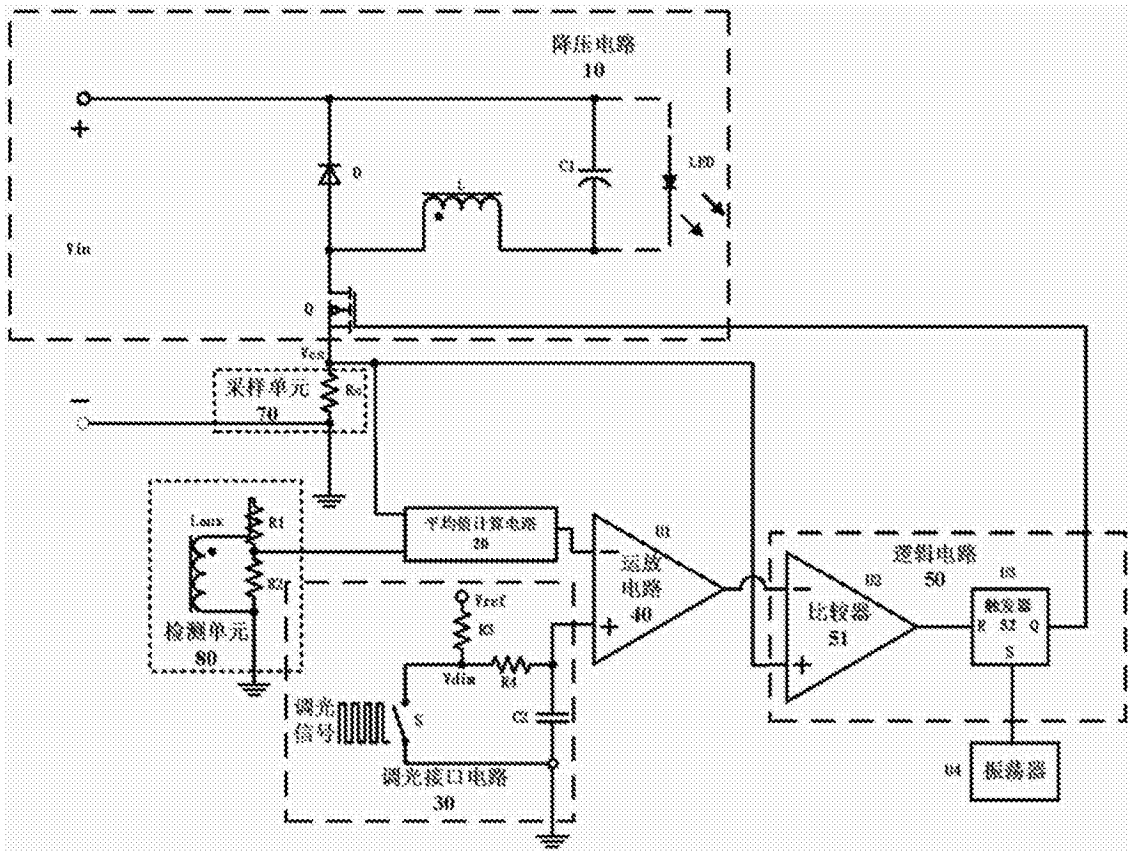 降压电路
10
+
D
L
C1
LED
Vin
Q
Vcs
采样单元
70
Rs
−
Laux
R1
R2
检测单元
80
平均值计算电路
20
U1
运放
电路
40
−
+
Vref
R3
Vdim
R4
C2
S
调光
信号
调光接口电路
30
逻辑电路
50
U2
比较器
51
−
+
U3
触发器
R 52 Q
S
U4
振荡器